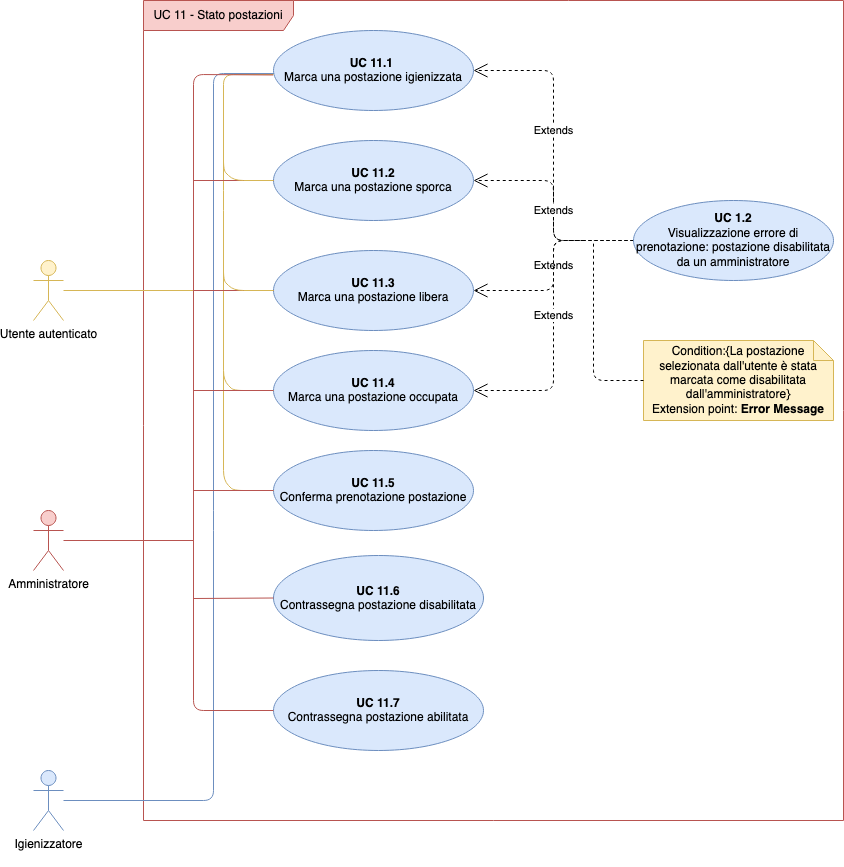 UC 11 - Stato postazioni
UC 11.1
Marca una postazione igienizzata
Extends
UC 11.2
Marca una postazione sporca
Extends
UC 1.2
Visualizzazione errore di
prenotazione: postazione disabilitata
da un amministratore
Extends
UC 11.3
Marca una postazione libera
Extends
Utente autenticato
Condition:{La postazione
selezionata dall'utente è stata
marcata come disabilitata
dall'amministratore}
Extension point: Error Message
UC 11.4
Marca una postazione occupata
UC 11.5
Conferma prenotazione postazione
Amministratore
UC 11.6
Contrassegna postazione disabilitata
UC 11.7
Contrassegna postazione abilitata
Igienizzatore